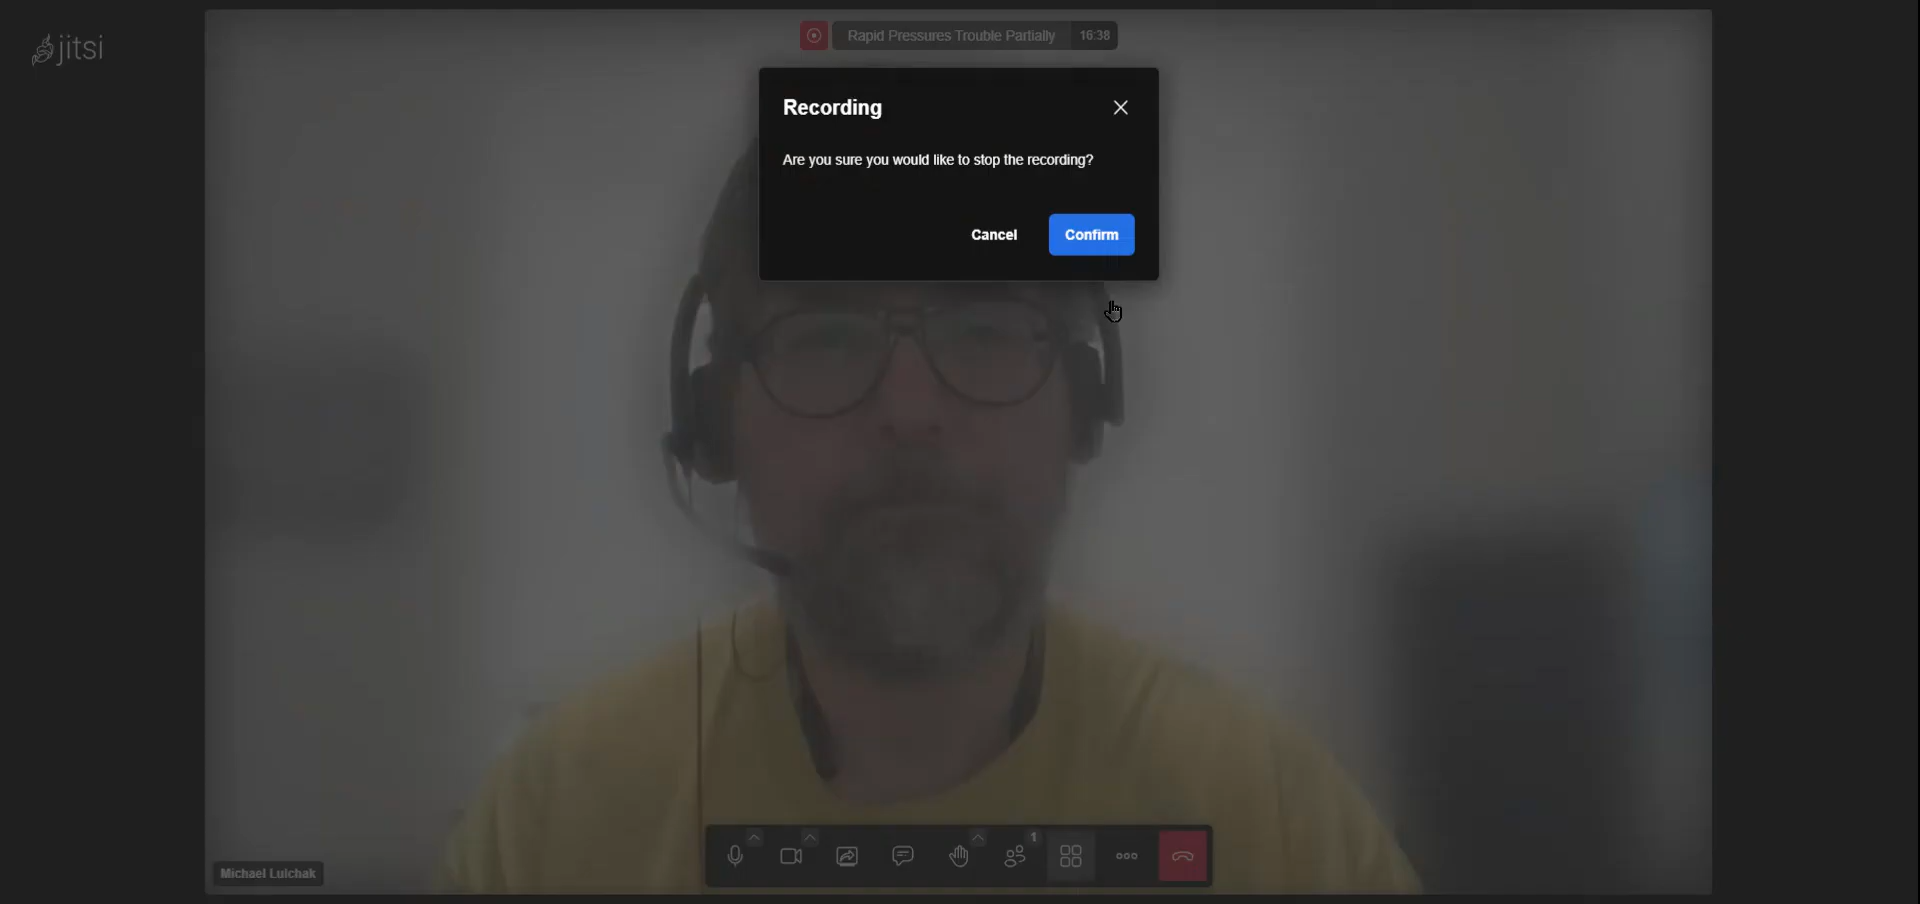 jitsi
Rapid Pressures Trouble Partially 16:38
Recording
Are you sure you would like to stop the recording?
Cancel Confirm
1
Michael Lulchak